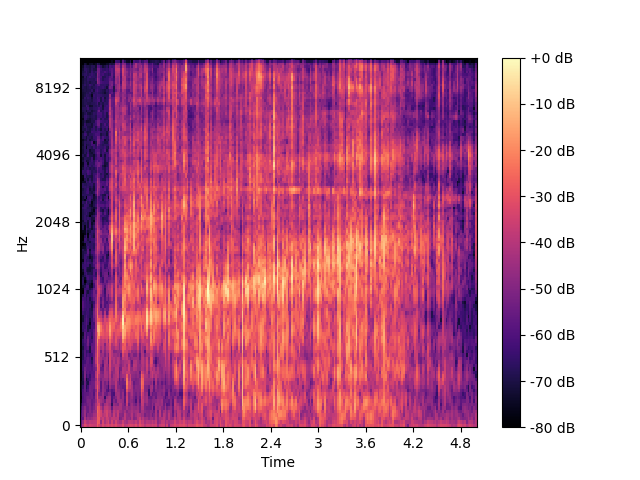 +0 dB
8192
-10 dB
4096
-20 dB
-30 dB
2048
-40 dB
Hz
1024
-50 dB
512
-60 dB
-70 dB
0
-80 dB
0 0.6 1.2 1.8 2.4 3 3.6 4.2 4.8
Time